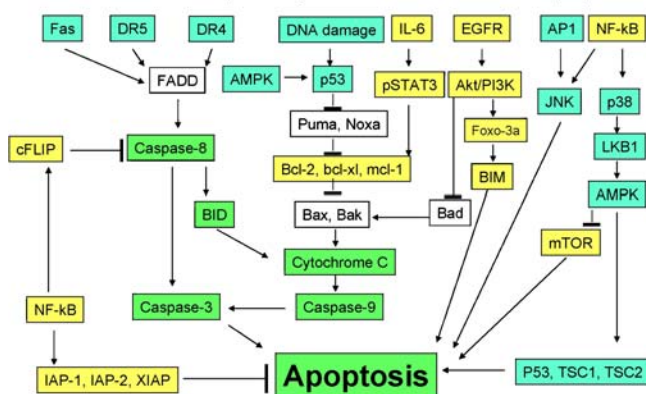 Fas
DR5
DR4
DNA damage
IL-6
EGFR
AP1
NF-kB
FADD
AMPK
p53
pSTAT3
Akt/PI3K
JNK
p38
Puma, Noxa
Foxo-3a
cFLIP
Caspase-8
LKB1
Bcl-2, bcl-xl, mcl-1
BIM
AMPK
BID
Bax, Bak
Bad
mTOR
Cytochrome C
NF-kB
Caspase-3
Caspase-9
IAP-1, IAP-2, XIAP
Apoptosis
P53, TSC1, TSC2